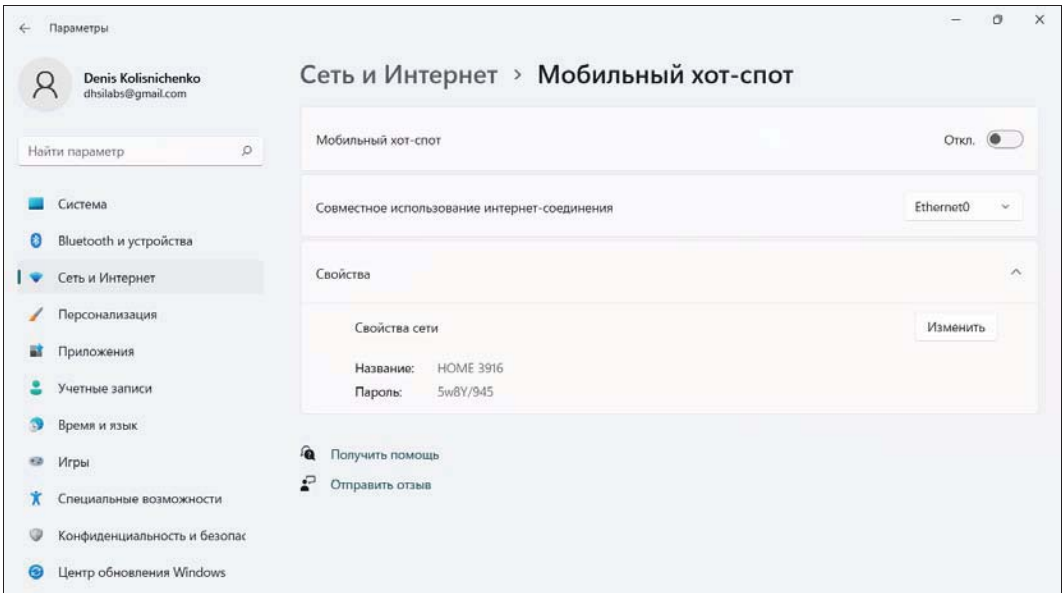 Параметры
Denis Kolisnichenko
dhsilabs@gmail.com
Найти параметр
Система
Bluetooth и устройства
Сеть и Интернет
Персонализация
Приложения
Учетные записи
Время и язык
Игры
Специальные возможности
Конфиденциальность и безопас
Центр обновления Windows
Сеть и Интернет > Мобильный хот-спот
Мобильный хот-спот Откл.
Совместное использование интернет-соединения Ethernet0
Свойства
Свойства сети Изменить
Название: HOME 3916
Пароль: 5w8Y/945
Получить помощь
Отправить отзыв